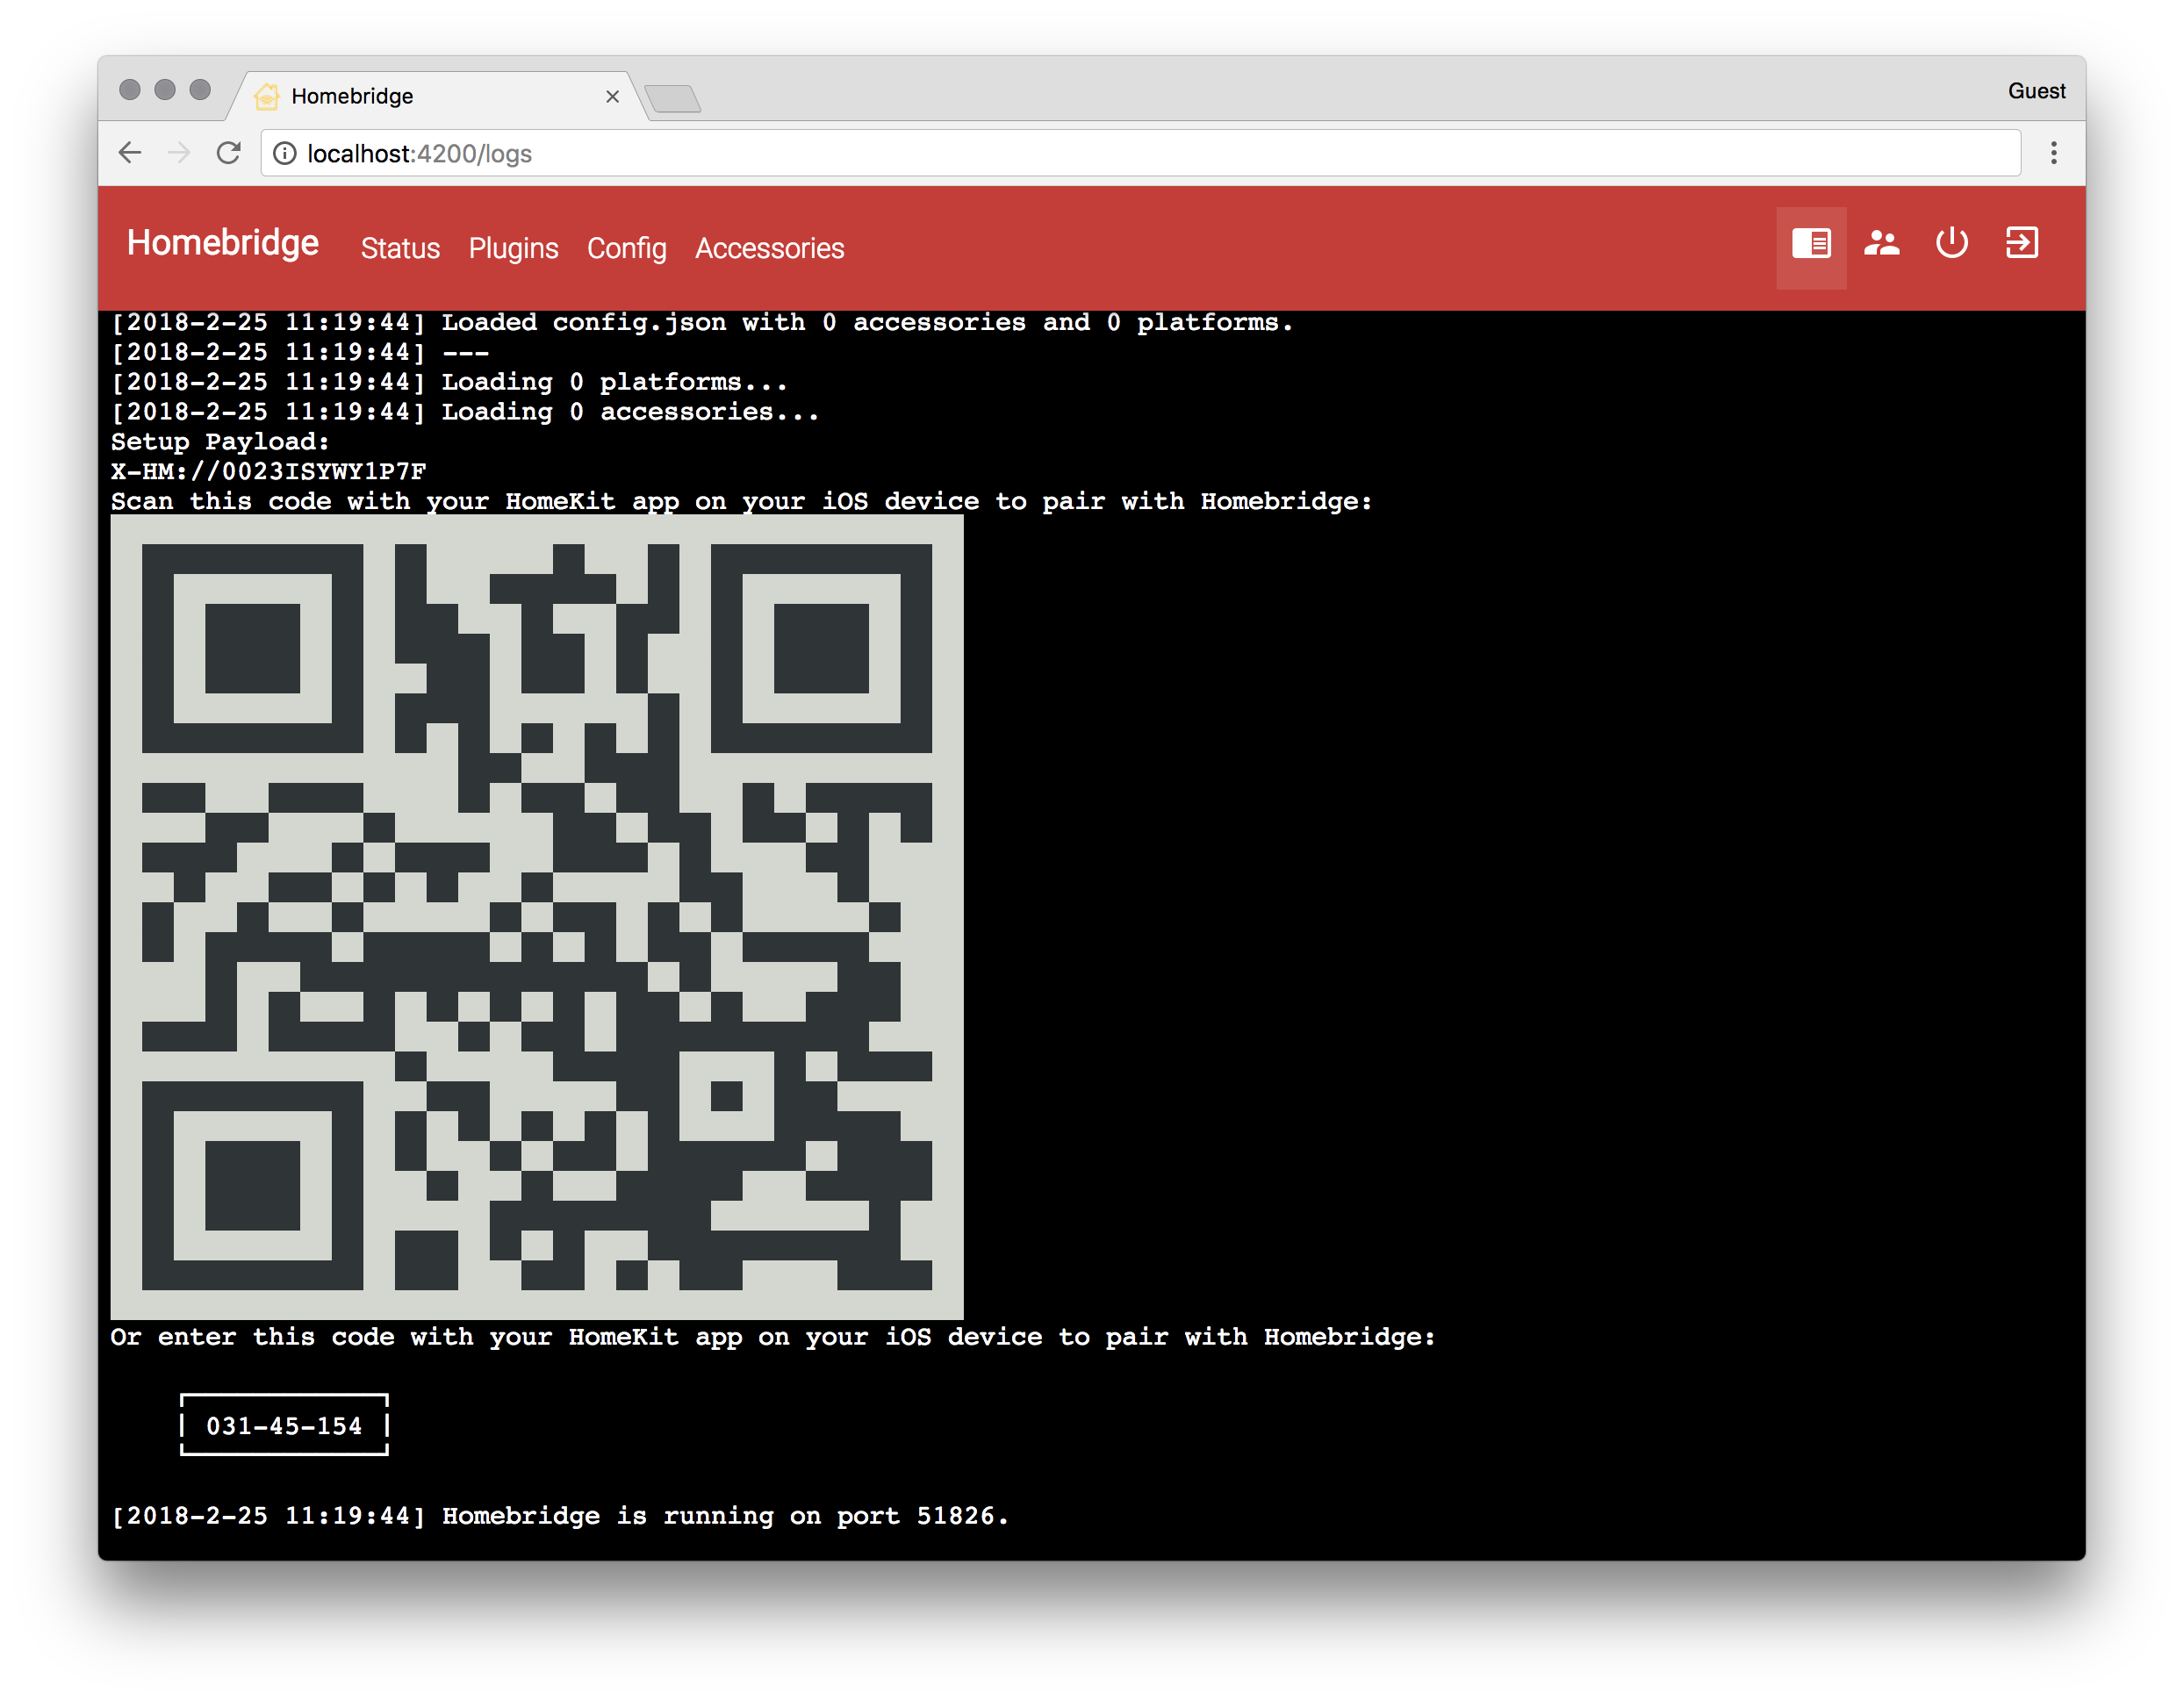 Homebridge
Guest
localhost:4200/logs
Homebridge Status Plugins Config Accessories
[2018-2-25 11:19:44] Loaded config.json with 0 accessories and 0 platforms.
[2018-2-25 11:19:44] ---
[2018-2-25 11:19:44] Loading 0 platforms...
[2018-2-25 11:19:44] Loading 0 accessories...
Setup Payload:
X-HM://0023ISYWY1P7F
Scan this code with your HomeKit app on your iOS device to pair with Homebridge:
Or enter this code with your HomeKit app on your iOS device to pair with Homebridge:
031-45-154
[2018-2-25 11:19:44] Homebridge is running on port 51826.